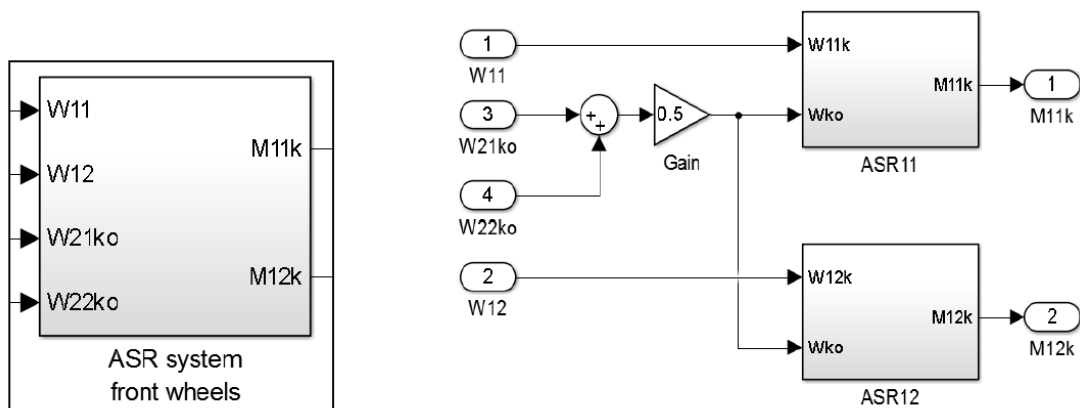 W11
W12
W21ko
W22ko
M11k
M12k
ASR system
front wheels
1
W11
3
W21ko
4
W22ko
2
W12
+
+
0.5
Gain
W11k
Wko
M11k
ASR11
1
M11k
W12k
Wko
M12k
ASR12
2
M12k